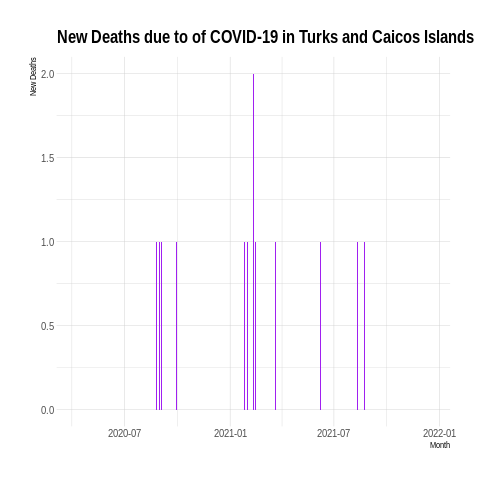 New Deaths due to of COVID-19 in Turks and Caicos Islands
New Deaths
2.0
1.5
1.0
0.5
0.0
2020-07 2021-01 2021-07 2022-01
Month